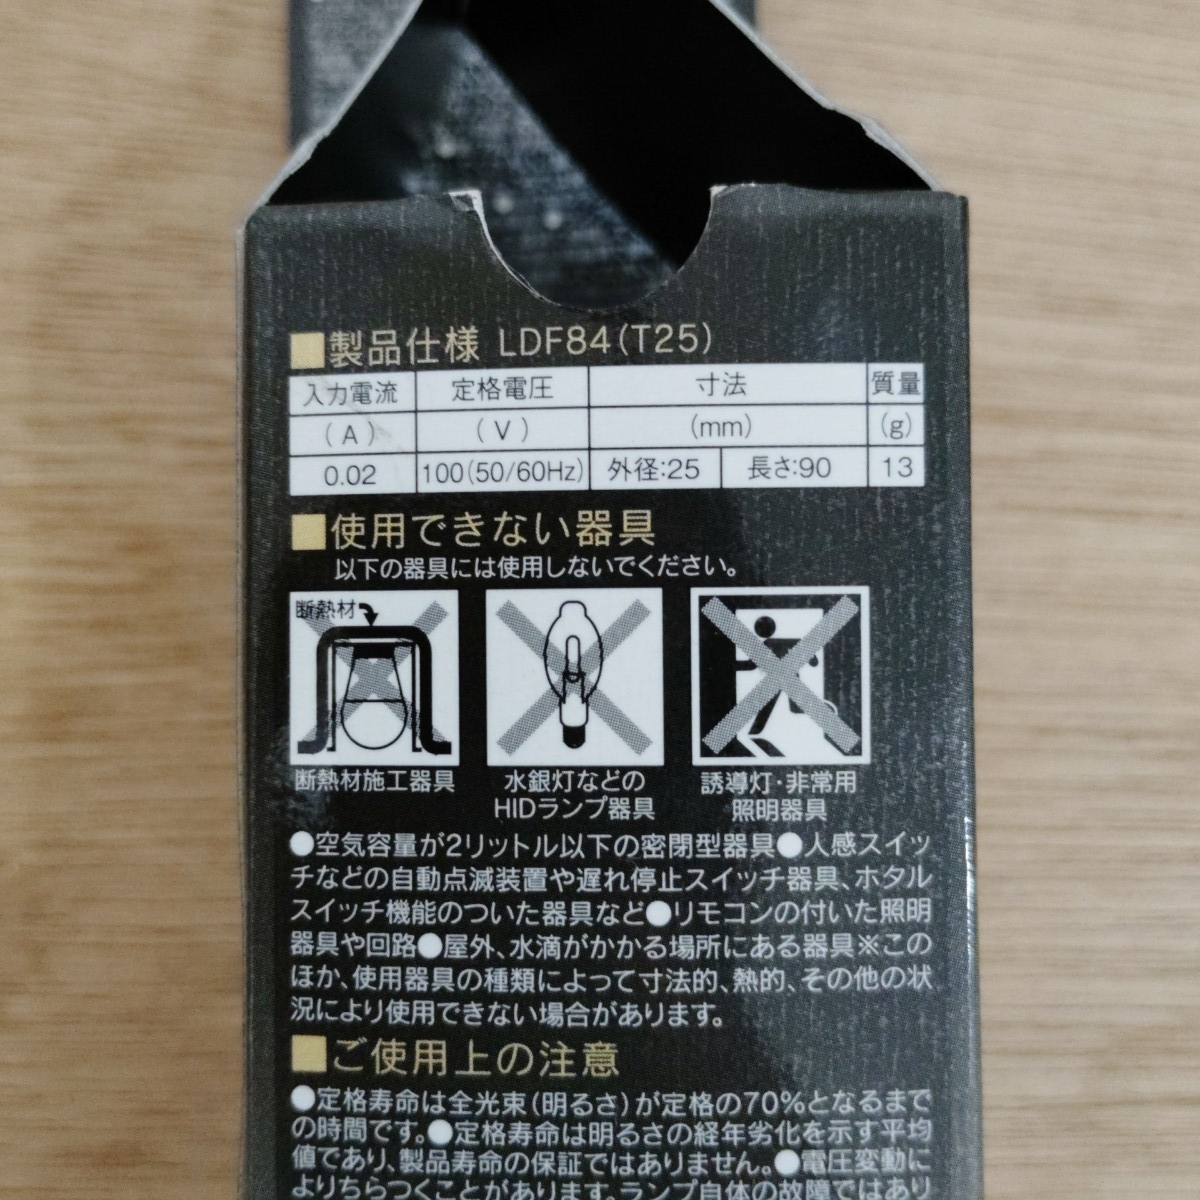 ■製品仕様 LDF84(T25)
入力電流 定格電圧 寸法 質量
(A) (V) (mm) (g)
0.02 100(50/60Hz) 外径:25 長さ:90 13
■使用できない器具
以下の器具には使用しないでください。
断熱材
断熱材施工器具
水銀灯などの
HIDランプ器具
誘導灯・非常用
照明器具
●空気容量が2リットル以下の密閉型器具●人感スイッ
チなどの自動点滅装置や遅れ停止スイッチ器具、ホタル
スイッチ機能のついた器具など●リモコンの付いた照明
器具や回路●屋外、水滴がかかる場所にある器具※この
ほか、使用器具の種類によって寸法的、熱的、その他の状
況により使用できない場合があります。
■ご使用上の注意
●定格寿命は全光束(明るさ)が定格の70%となるまで
の時間です。●定格寿命は明るさの経年劣化を示す平均
値であり、製品寿命の保証ではありません。●電圧変動に
よりちらつくことがあります。ランプ自体の故障ではあり